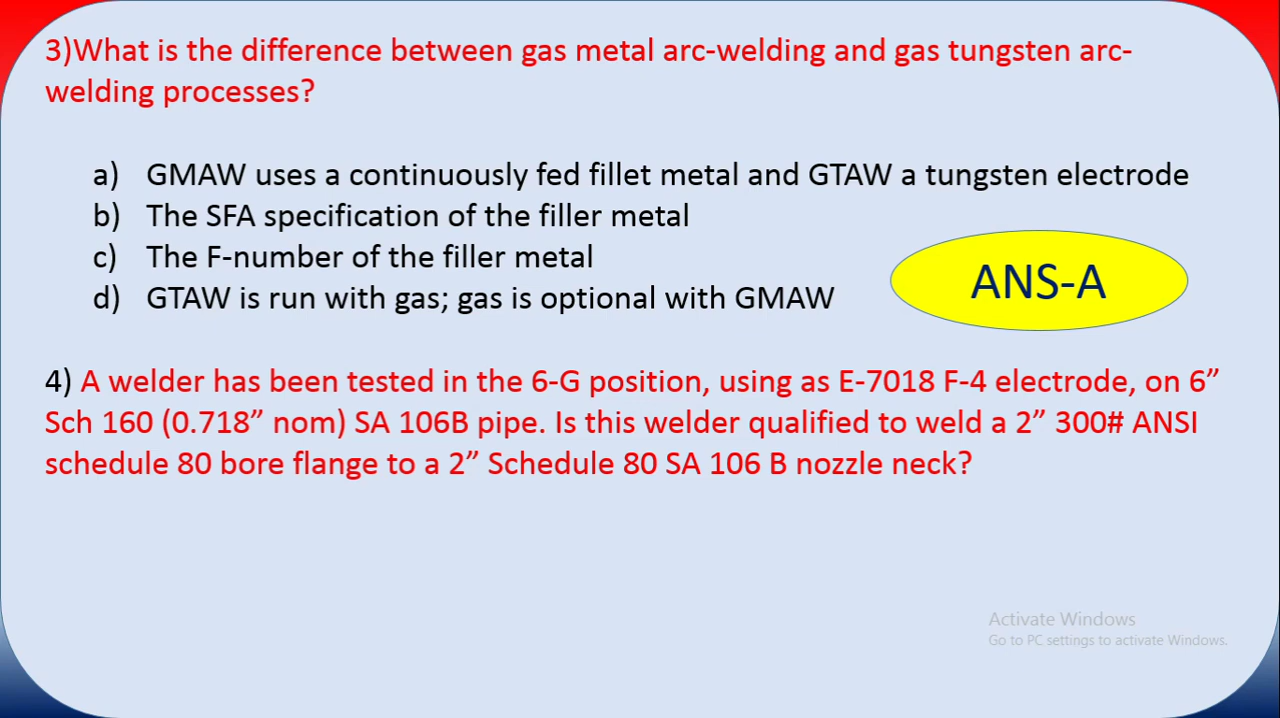 3)What is the difference between gas metal arc-welding and gas tungsten arc-
welding processes?
a) GMAW uses a continuously fed fillet metal and GTAW a tungsten electrode
b) The SFA specification of the filler metal
c) The F-number of the filler metal
d) GTAW is run with gas; gas is optional with GMAW
ANS-A
4) A welder has been tested in the 6-G position, using as E-7018 F-4 electrode, on 6”
Sch 160 (0.718” nom) SA 106B pipe. Is this welder qualified to weld a 2” 300# ANSI
schedule 80 bore flange to a 2” Schedule 80 SA 106 B nozzle neck?
Activate Windows
Go to PC settings to activate Windows.